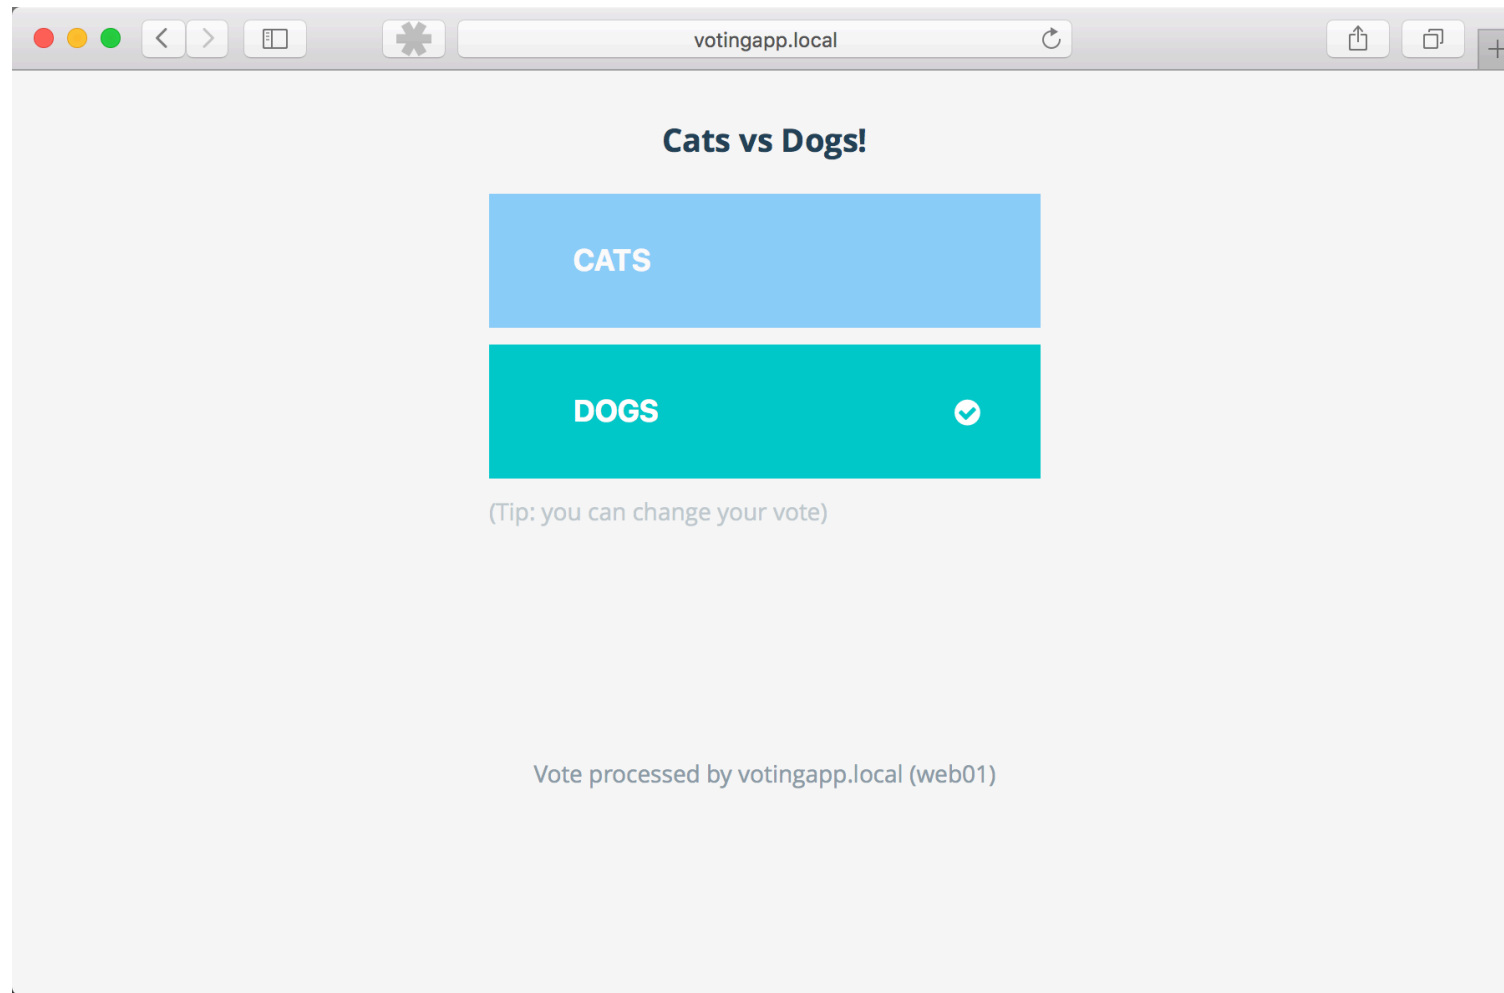 votingapp.local
Cats vs Dogs!
CATS
DOGS
(Tip: you can change your vote)
Vote processed by votingapp.local (web01)